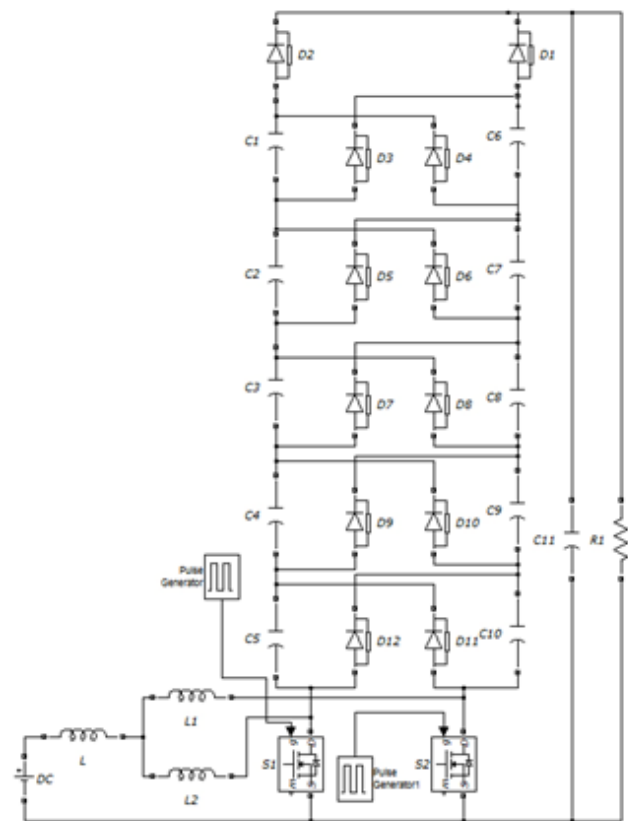 D2
D1
C1
D3
D4
C6
C2
D5
D6
C7
C3
D7
D8
C8
C4
D9
D10
C9
C11
R1
Pulse
Generator
C5
D12
D11
C10
L1
L
L2
DC
S1
g
D
S
Pulse
Generator1
S2
g
D
S